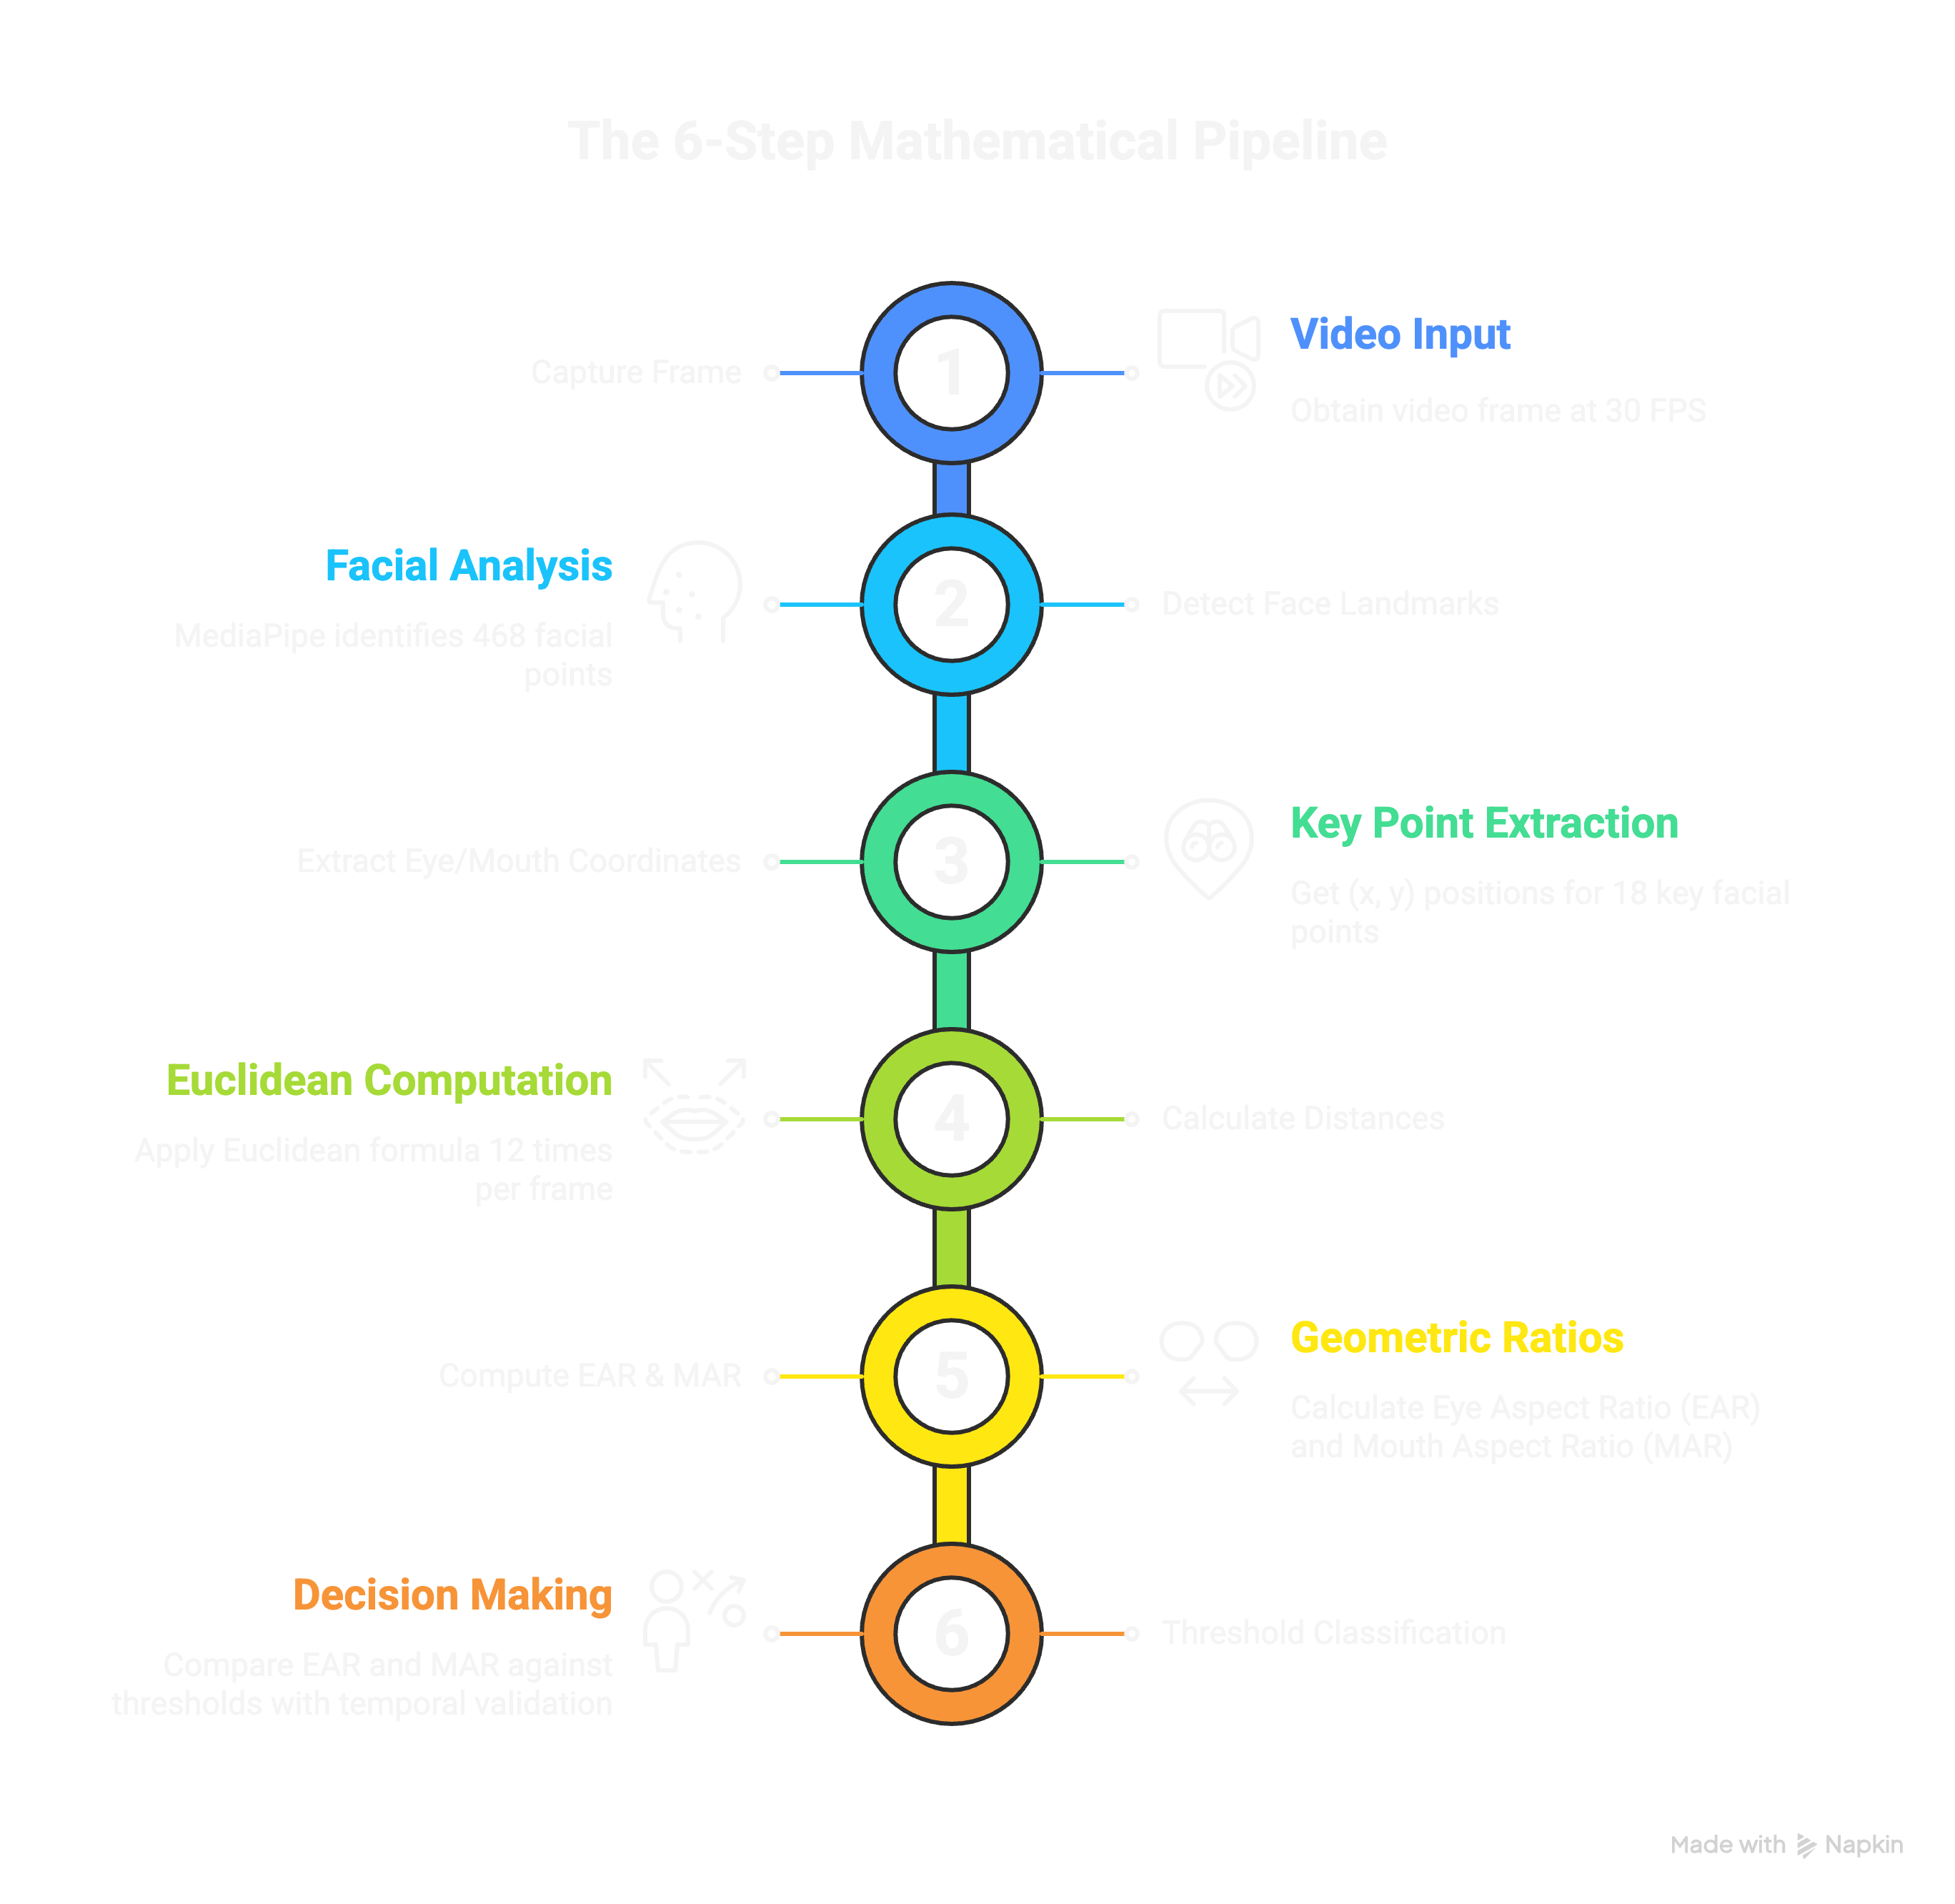 The 6-Step Mathematical Pipeline
Capture Frame
1
Video Input
Obtain video frame at 30 FPS
Facial Analysis
MediaPipe identifies 468 facial
points
2
Detect Face Landmarks
Extract Eye/Mouth Coordinates
3
Key Point Extraction
Get (x, y) positions for 18 key facial
points
Euclidean Computation
Apply Euclidean formula 12 times
per frame
4
Calculate Distances
Compute EAR & MAR
5
Geometric Ratios
Calculate Eye Aspect Ratio (EAR)
and Mouth Aspect Ratio (MAR)
Decision Making
Compare EAR and MAR against
thresholds with temporal validation
6
Threshold Classification
Made with Napkin